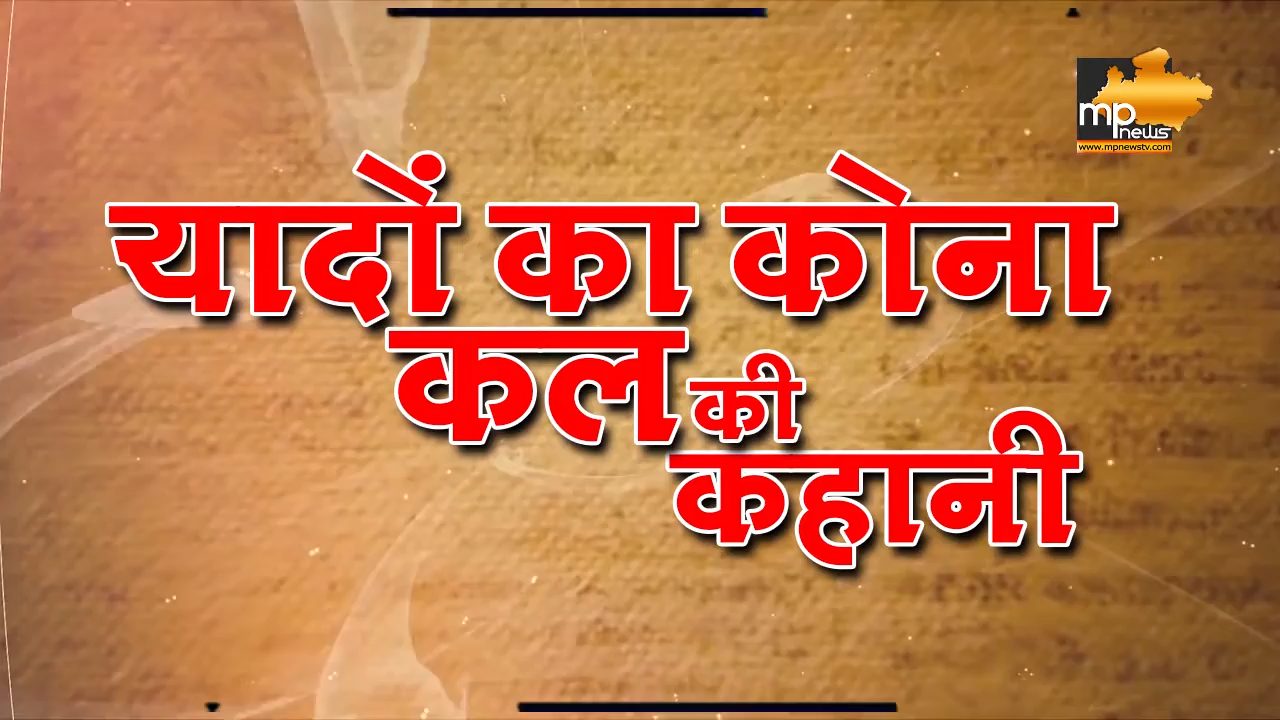 mp
news
www.mpnewstv.com
यादों का कोना
कल की
कहानी